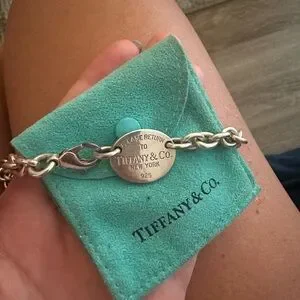 PLEASE RETURN
TO
TIFFANY & CO.
NEW YORK
925
TIFFANY & CO.